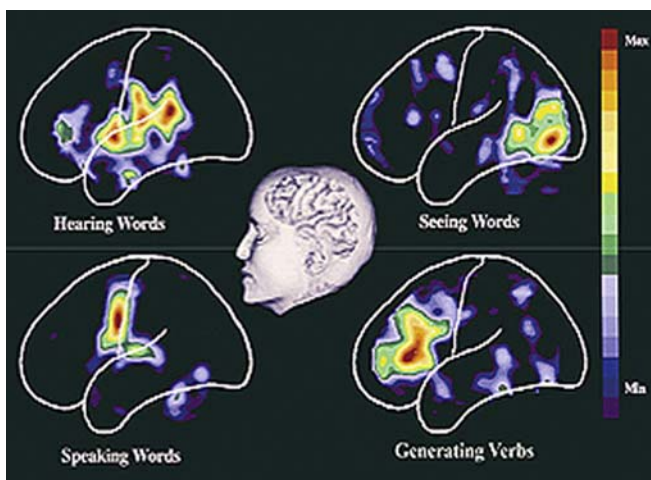 Max
Hearing Words
Seeing Words
Speaking Words
Generating Verbs
Min